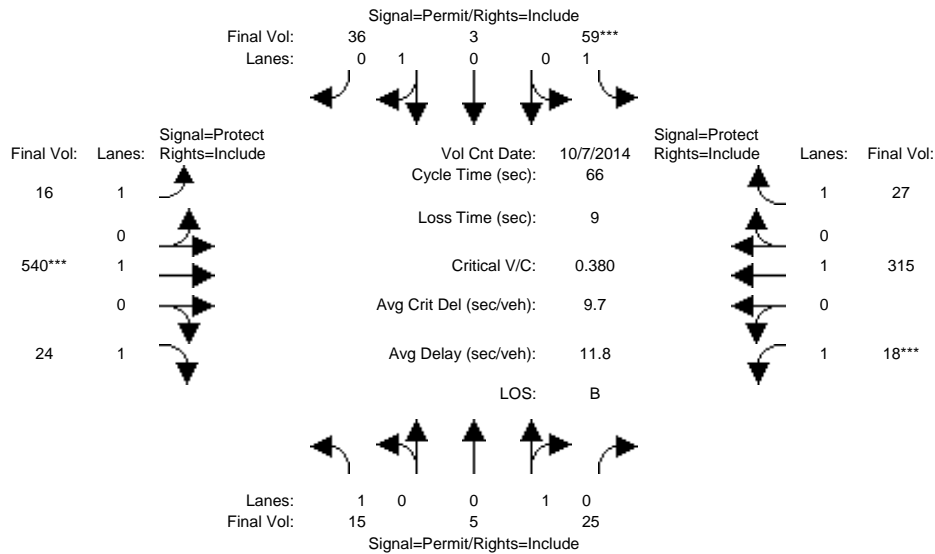 Signal=Permit/Rights=Include
Final Vol: 36 3 59***
Lanes: 0 1 0 0 1
Signal=Protect
Final Vol: Lanes: Rights=Include
Vol Cnt Date: 10/7/2014
Signal=Protect
Rights=Include Lanes: Final Vol:
Cycle Time (sec): 66
16 1
1 27
Loss Time (sec): 9
0
0
540*** 1
Critical V/C: 0.380
1 315
0
Avg Crit Del (sec/veh): 9.7
0
24 1
Avg Delay (sec/veh): 11.8
1 18***
LOS: B
Lanes: 1 0 0 1 0
Final Vol: 15 5 25
Signal=Permit/Rights=Include